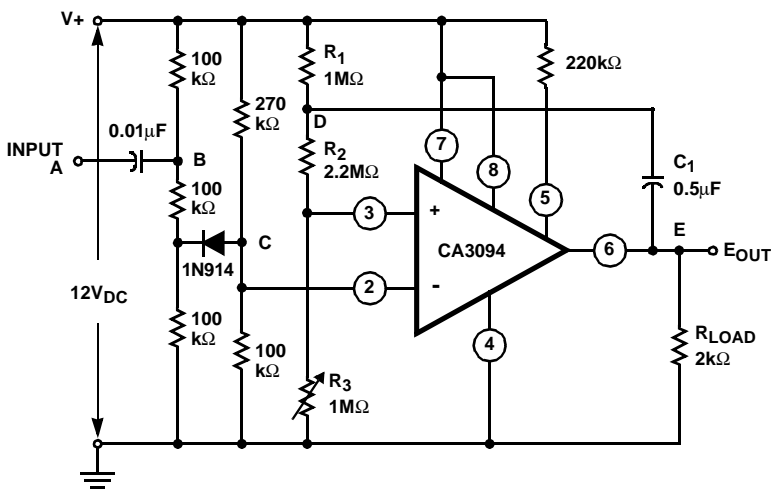 V+
100
kΩ
R1
1MΩ
220kΩ
270
kΩ
D
0.01μF
INPUT
A
B
R2
2.2MΩ
7
8
C1
0.5μF
100
kΩ
5
3
+
E
1N914
C
CA3094
6
EOUT
2
-
12VDC
100
kΩ
100
kΩ
4
R3
1MΩ
RLOAD
2kΩ